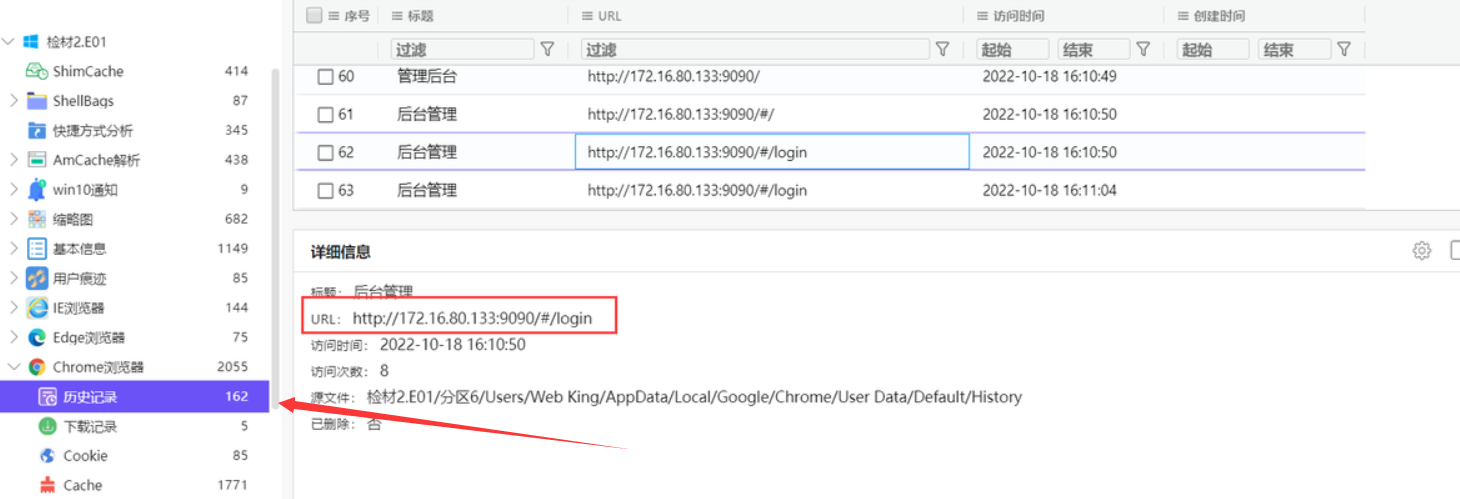 检材2.E01
ShimCache 414
ShellBags 87
快捷方式分析 345
AmCache解析 438
win10通知 9
缩略图 682
基本信息 1149
用户痕迹 85
IE浏览器 144
Edge浏览器 75
Chrome浏览器 2055
历史记录 162
下载记录 5
Cookie 85
Cache 1771
序号 标题 URL 访问时间 创建时间
过滤 过滤 起始 结束 起始 结束
60 管理后台 http://172.16.80.133:9090/ 2022-10-18 16:10:49
61 后台管理 http://172.16.80.133:9090/#/ 2022-10-18 16:10:50
62 后台管理 http://172.16.80.133:9090/#/login 2022-10-18 16:10:50
63 后台管理 http://172.16.80.133:9090/#/login 2022-10-18 16:11:04
详细信息
标题: 后台管理
URL: http://172.16.80.133:9090/#/login
访问时间: 2022-10-18 16:10:50
访问次数: 8
源文件: 检材2.E01/分区6/Users/Web King/AppData/Local/Google/Chrome/User Data/Default/History
已删除: 否